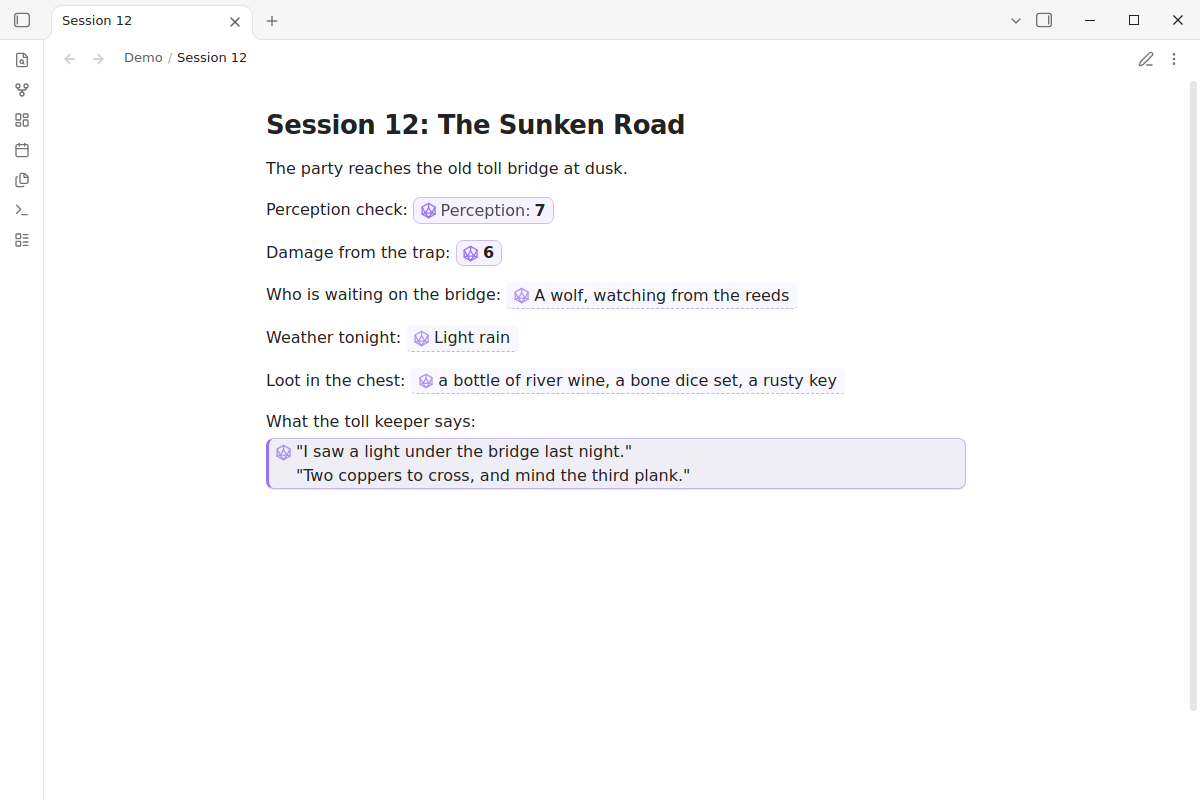 Session 12
Demo / Session 12
Session 12: The Sunken Road
The party reaches the old toll bridge at dusk.
Perception check: Perception: 7
Damage from the trap: 6
Who is waiting on the bridge: A wolf, watching from the reeds
Weather tonight: Light rain
Loot in the chest: a bottle of river wine, a bone dice set, a rusty key
What the toll keeper says:
"I saw a light under the bridge last night."
"Two coppers to cross, and mind the third plank."